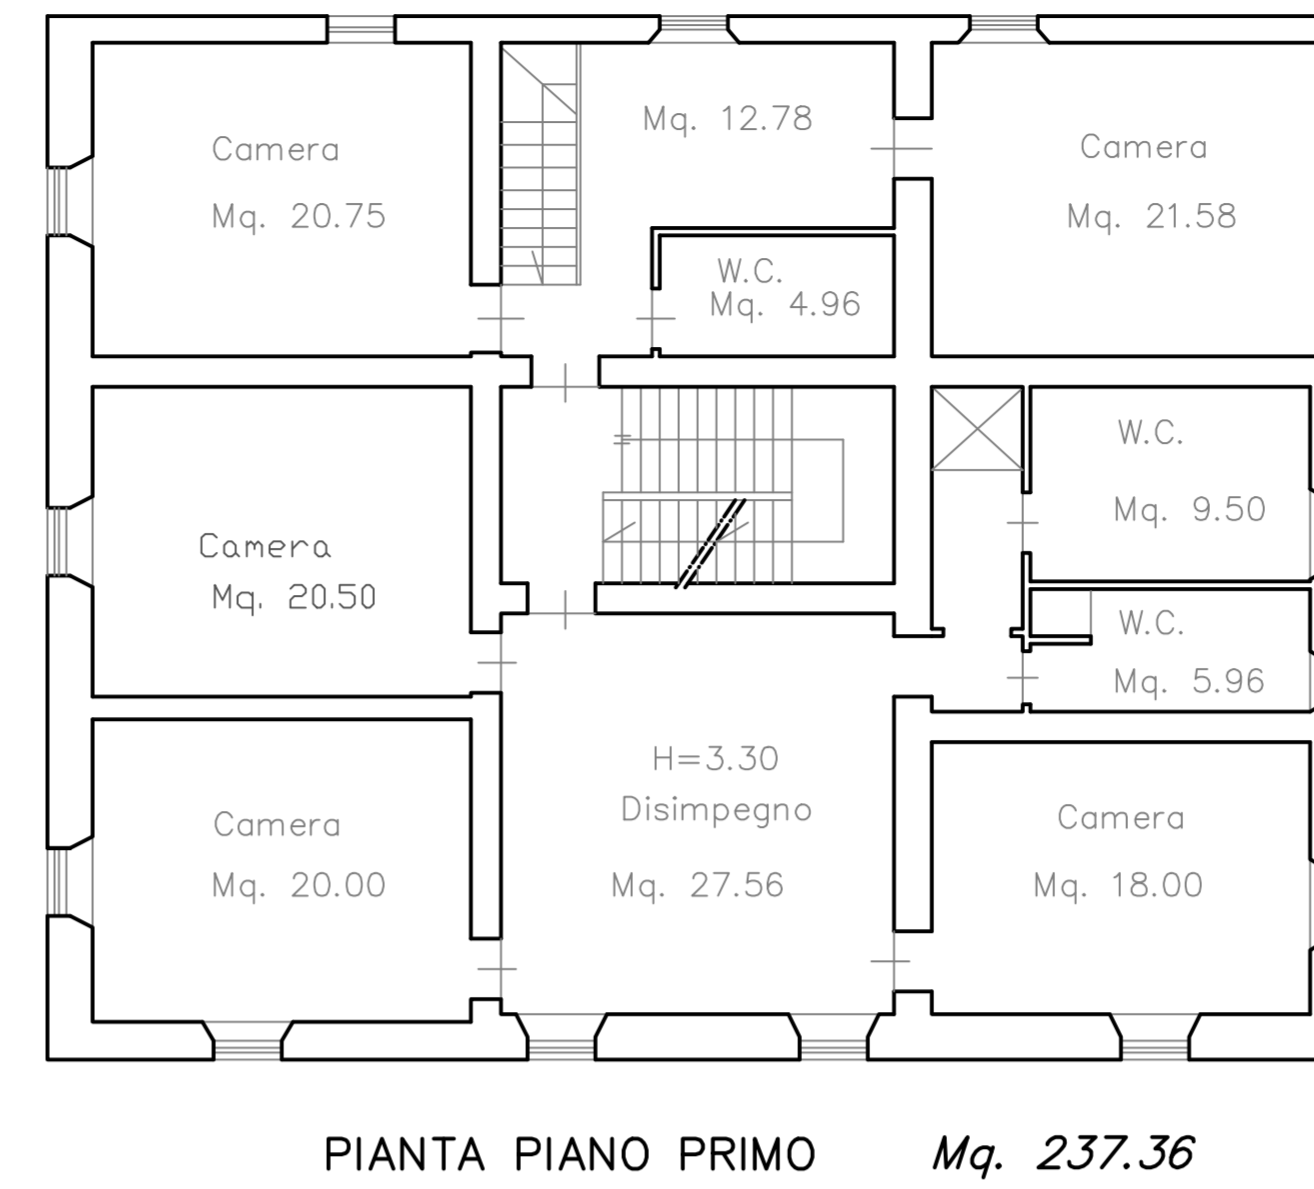 Mq. 12.78
Camera
Mq. 20.75
Camera
Mq. 21.58
W.C.
Mq. 4.96
W.C.
Mq. 9.50
Camera
Mq. 20.50
W.C.
Mq. 5.96
H=3.30
Disimpegno
Mq. 27.56
Camera
Mq. 20.00
Camera
Mq. 18.00
PIANTA PIANO PRIMO Mq. 237.36